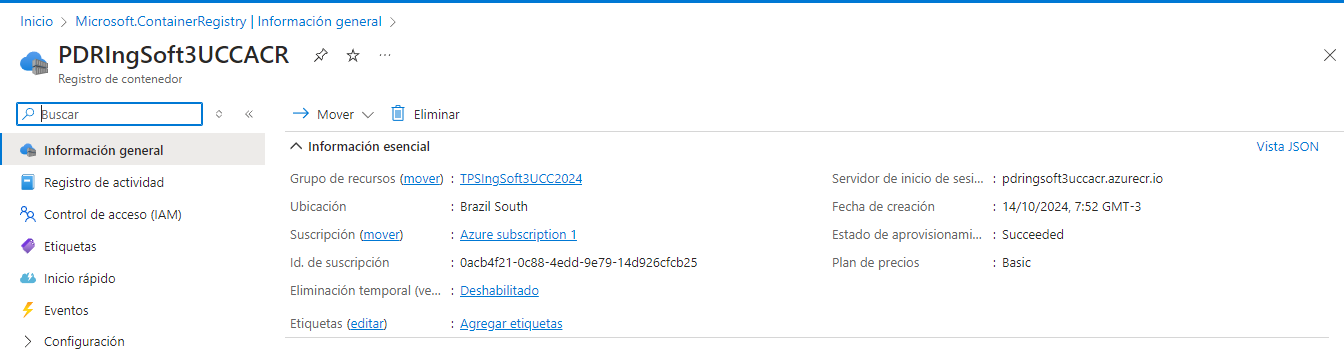 Inicio > Microsoft.ContainerRegistry | Información general >
PDRIngSoft3UCCACR
Registro de contenedor
Buscar
Mover
Eliminar
Información general
Registro de actividad
Control de acceso (IAM)
Etiquetas
Inicio rápido
Eventos
Configuración
Información esencial
Vista JSON
Grupo de recursos (mover) : TPSIngSoft3UCC2024
Ubicación : Brazil South
Suscripción (mover) : Azure subscription 1
Id. de suscripción : 0acb4f21-0c88-4edd-9e79-14d926cfcb25
Eliminación temporal (ve... : Deshabilitado
Etiquetas (editar) : Agregar etiquetas
Servidor de inicio de sesi... : pdringsoft3uccacr.azurecr.io
Fecha de creación : 14/10/2024, 7:52 GMT-3
Estado de aprovisionami... : Succeeded
Plan de precios : Basic